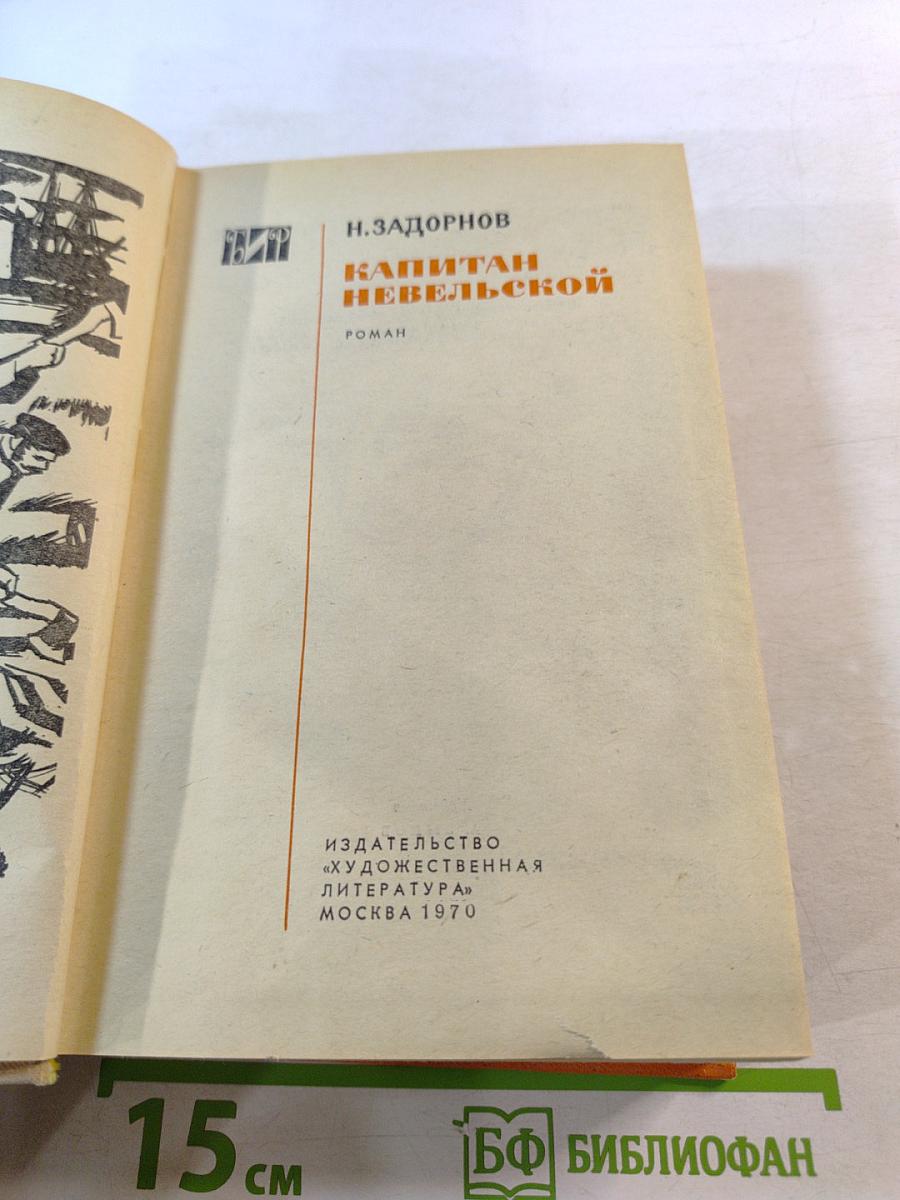 БИР
Н. ЗАДОРНОВ
КАПИТАН
НЕВЕЛЬСКОЙ
РОМАН
ИЗДАТЕЛЬСТВО
«ХУДОЖЕСТВЕННАЯ
ЛИТЕРАТУРА»
МОСКВА 1970
15 см
БФ БИБЛИОФАН